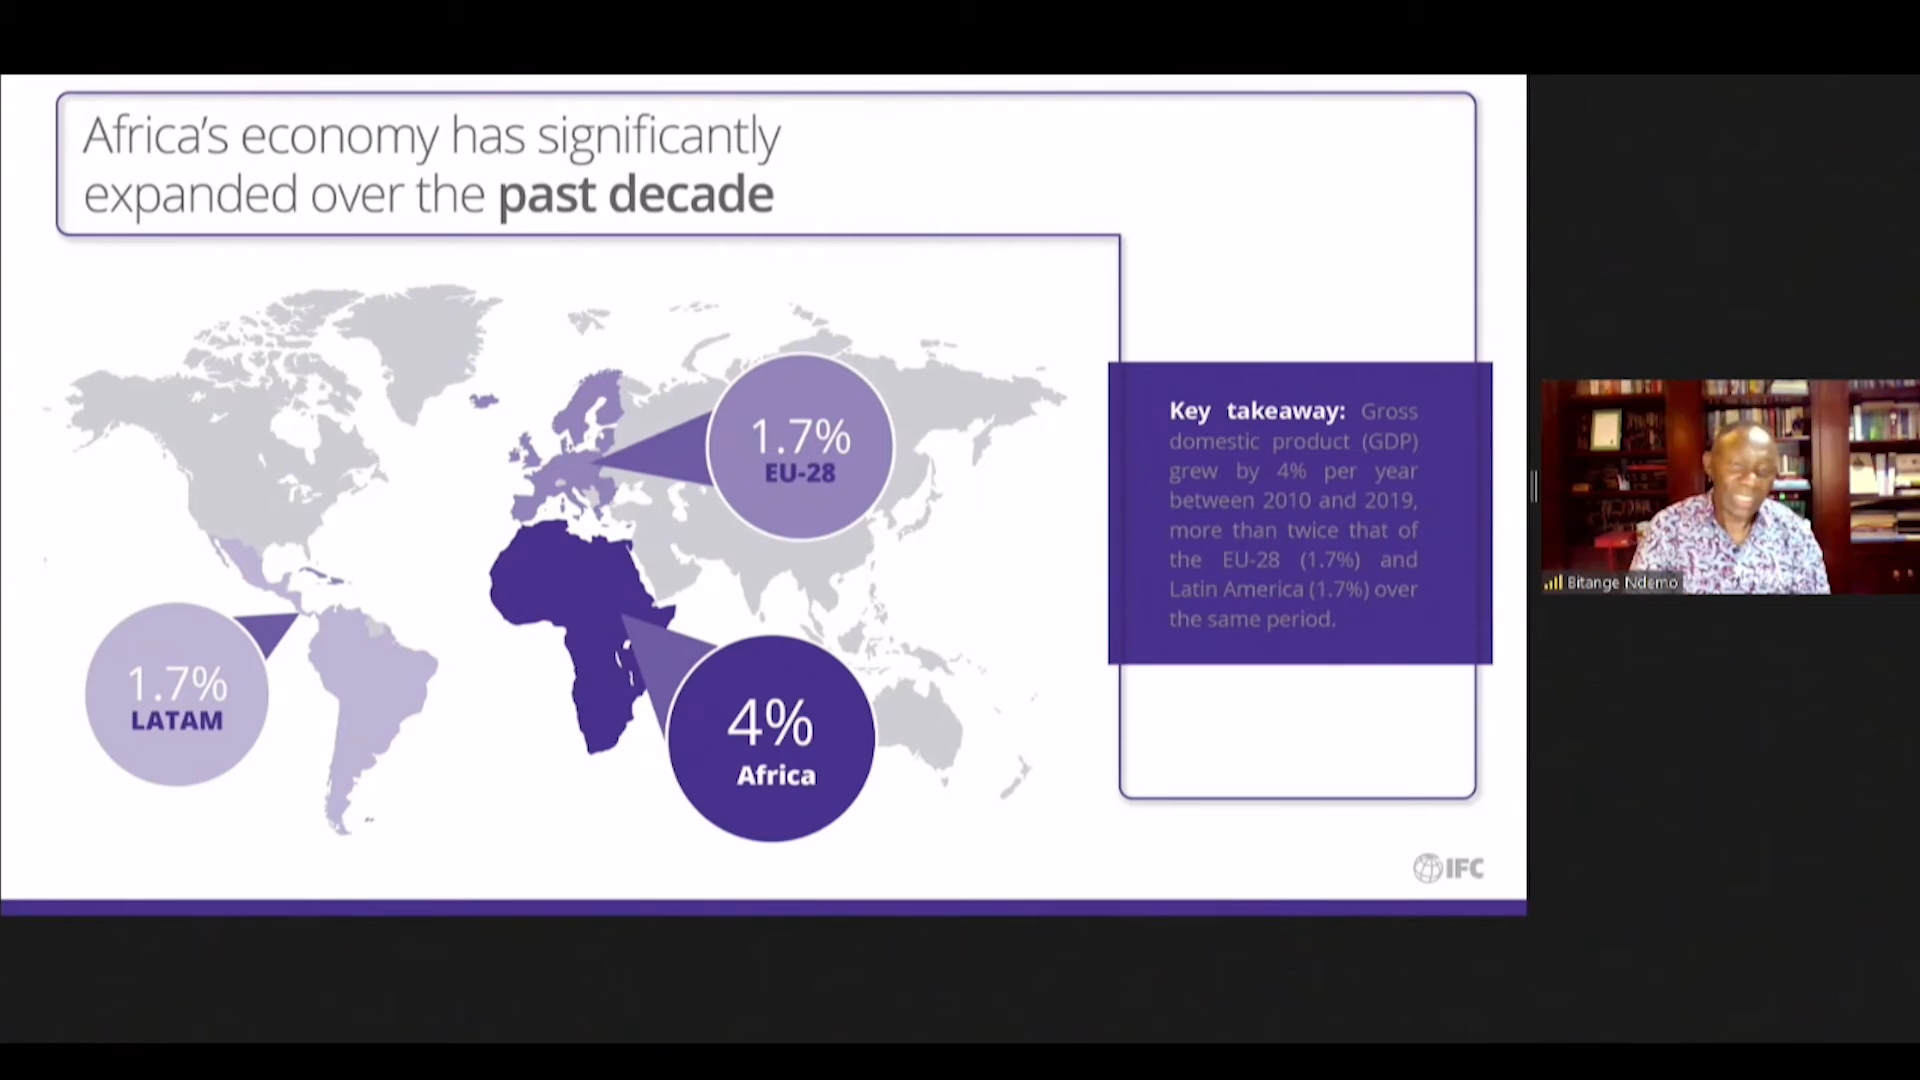 Africa's economy has significantly
expanded over the past decade
1.7%
EU-28
1.7%
LATAM
4%
Africa
Key takeaway: Gross
domestic product (GDP)
grew by 4% per year
between 2010 and 2019,
more than twice that of
the EU-28 (1.7%) and
Latin America (1.7%) over
the same period.
IFC
Bitange Ndemo